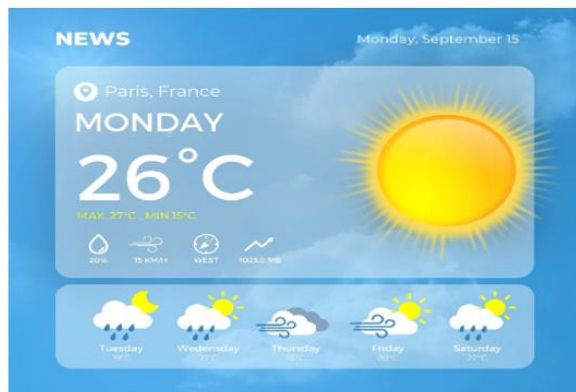 NEWS
Monday, September 15
Paris, France
MONDAY
26°C
MAX. 27°C , MIN.15°C
20% 15 KM/H WEST 1023.0 MB
Tuesday Wedensday Thursday Friday Saturday